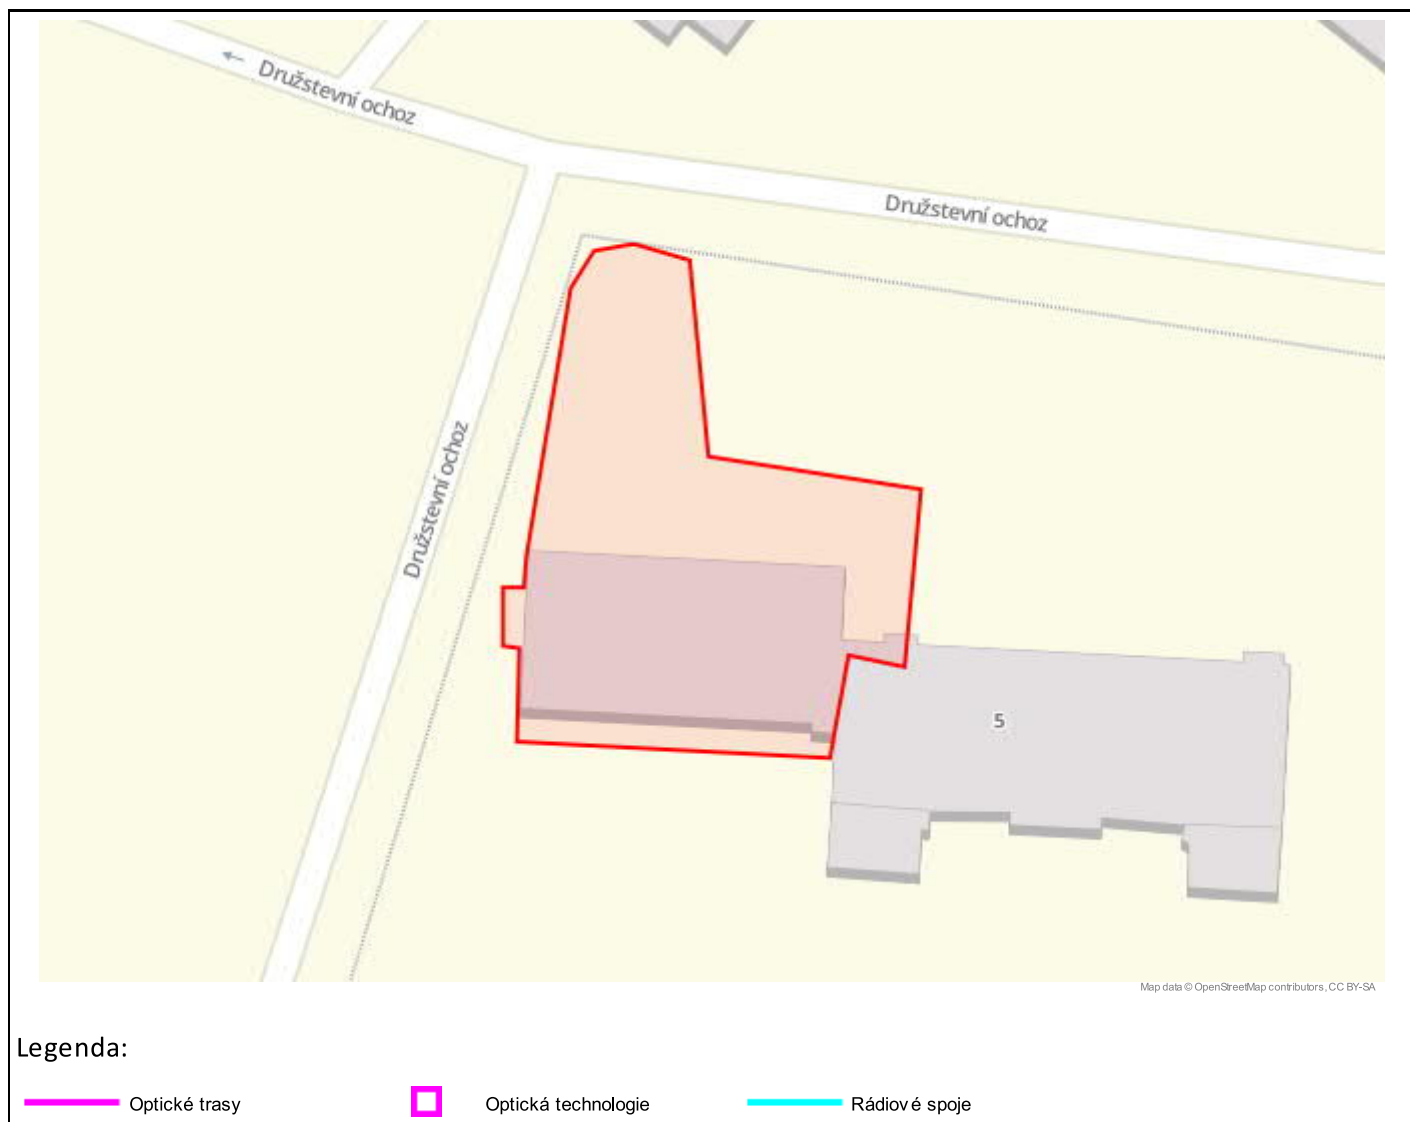 Družstevní ochoz
Družstevní ochoz
Družstevní ochoz
5
Map data © OpenStreetMap contributors, CC BY-SA
Legenda:
Optické trasy
Optická technologie
Rádiové spoje